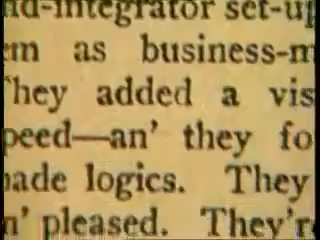 nd-integrator set-up
em as business-m
They added a vis
peed—an' they fo
made logics. They
n' pleased. They're